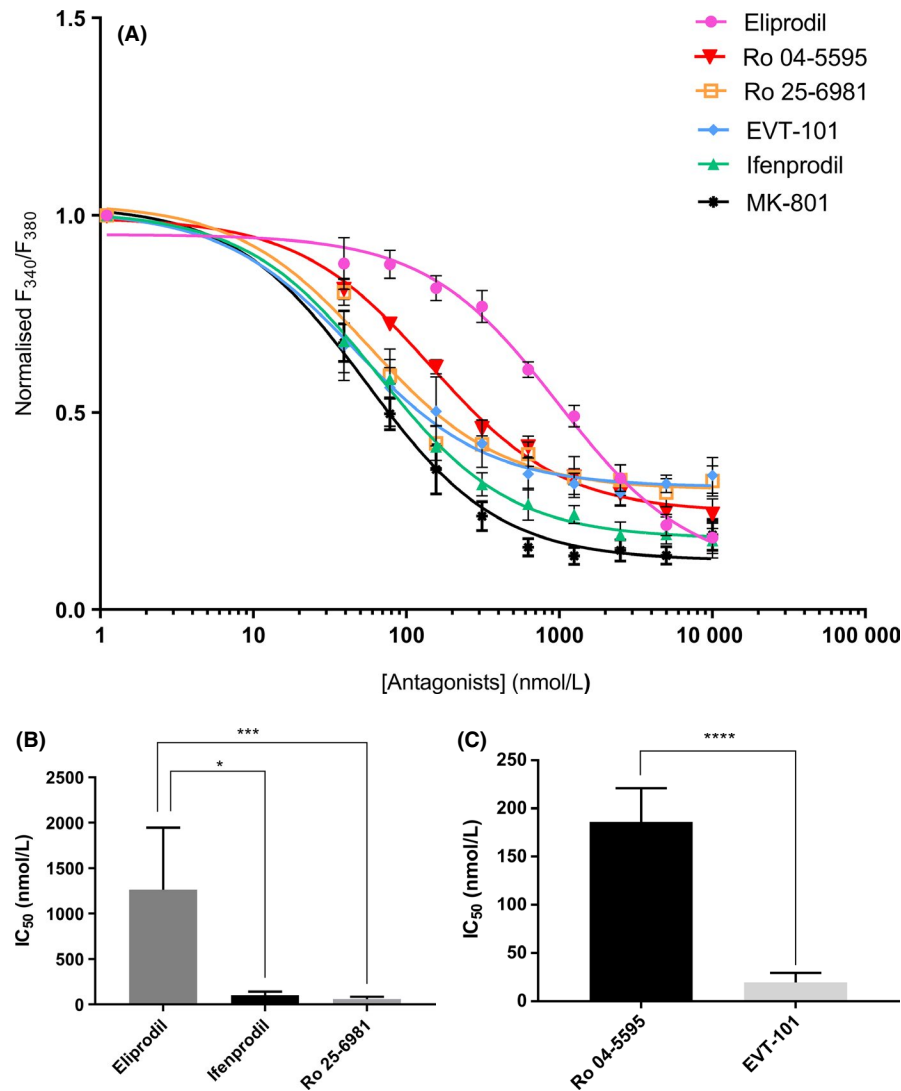 (A)
Eliprodil
Ro 04-5595
Ro 25-6981
EVT-101
Ifenprodil
MK-801
Normalised F340/F380
1.5
1.0
0.5
0.0
1 10 100 1000 10 000 100 000
[Antagonists] (nmol/L)
(B)
***
*
IC50 (nmol/L)
2500
2000
1500
1000
500
0
Eliprodil
Ifenprodil
Ro 25-6981
(C)
****
IC50 (nmol/L)
250
200
150
100
50
0
Ro 04-5595
EVT-101